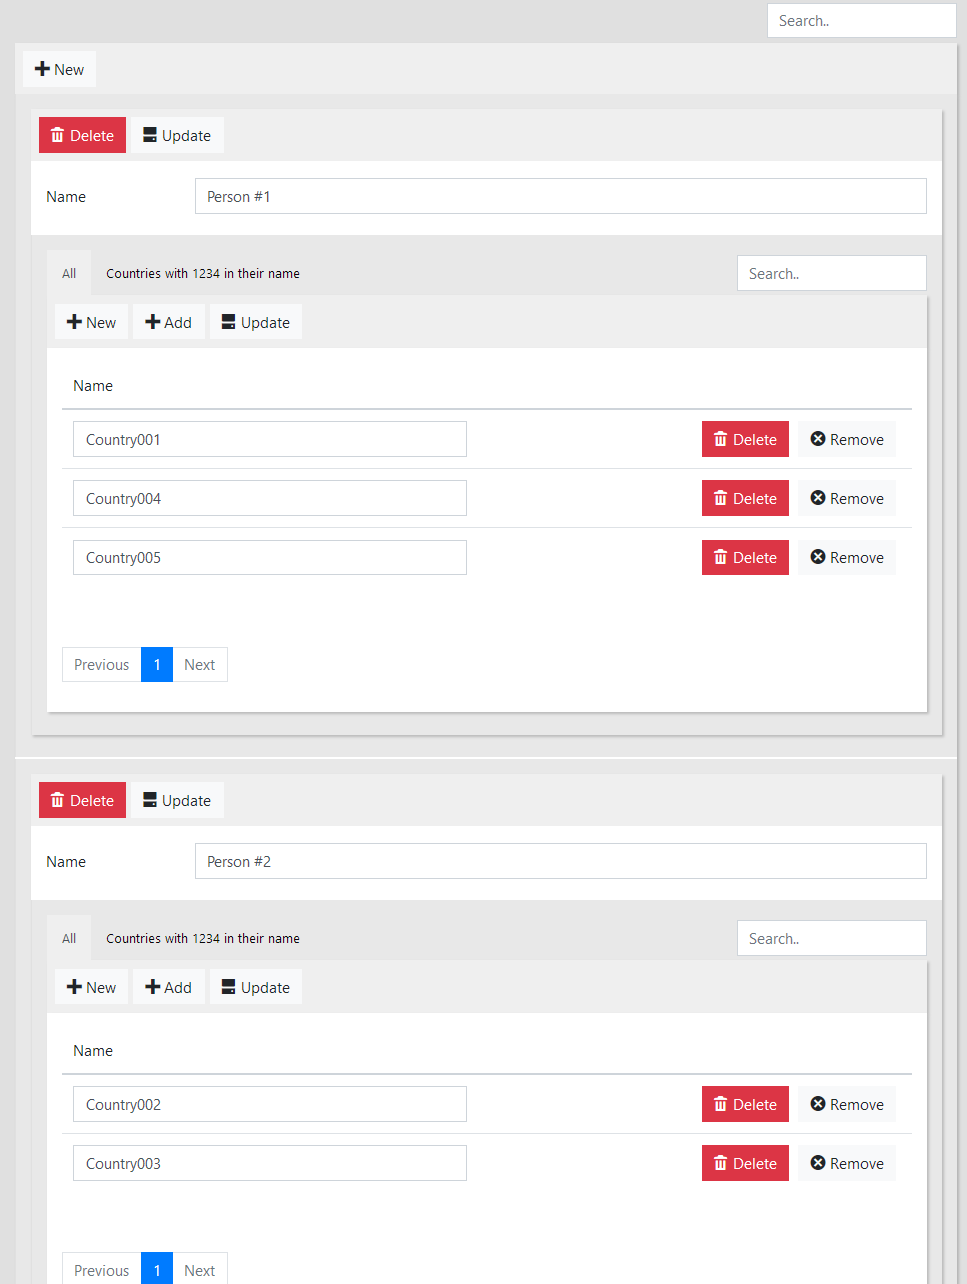 Search..
New
Delete Update
Name Person #1
All Countries with 1234 in their name Search..
New Add Update
Name
Country001 Delete Remove
Country004 Delete Remove
Country005 Delete Remove
Previous 1 Next
Delete Update
Name Person #2
All Countries with 1234 in their name Search..
New Add Update
Name
Country002 Delete Remove
Country003 Delete Remove
Previous 1 Next